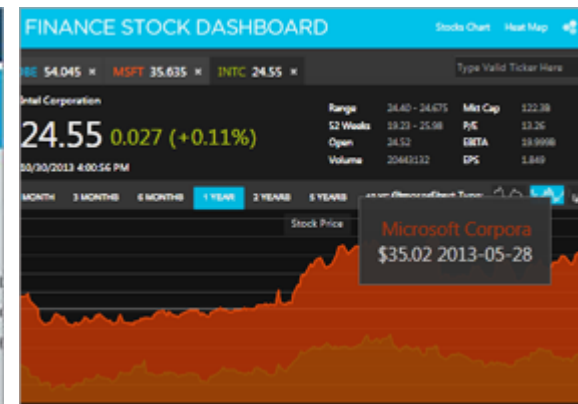 FINANCE STOCK DASHBOARD
Stocks Chart Heat Map
54.045 × MSFT 35.635 × INTC 24.55 ×
Type Valid Ticker Here
Intel Corporation
24.55 0.027 (+0.11%)
10/30/2013 4:00:56 PM
Range 24.40 - 24.675 Mkt Cap 122.3B
52 Weeks 19.23 - 25.98 P/E 13.26
Open 24.52 EBITA 19.999B
Volume 20443132 EPS 1.849
MONTH 3 MONTHS 6 MONTHS 1 YEAR 2 YEARS 5 YEARS
Stock Price
Microsoft Corpora
$35.02 2013-05-28